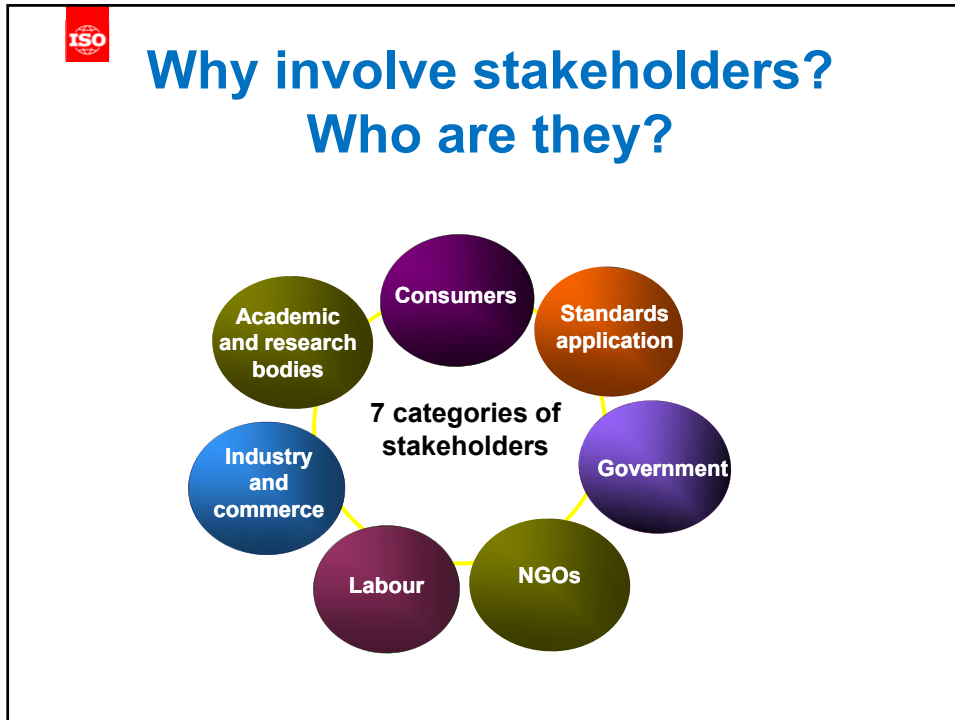 ISO
Why involve stakeholders?
Who are they?
Consumers
Standards
application
Academic
and research
bodies
7 categories of
stakeholders
Government
Industry
and
commerce
NGOs
Labour